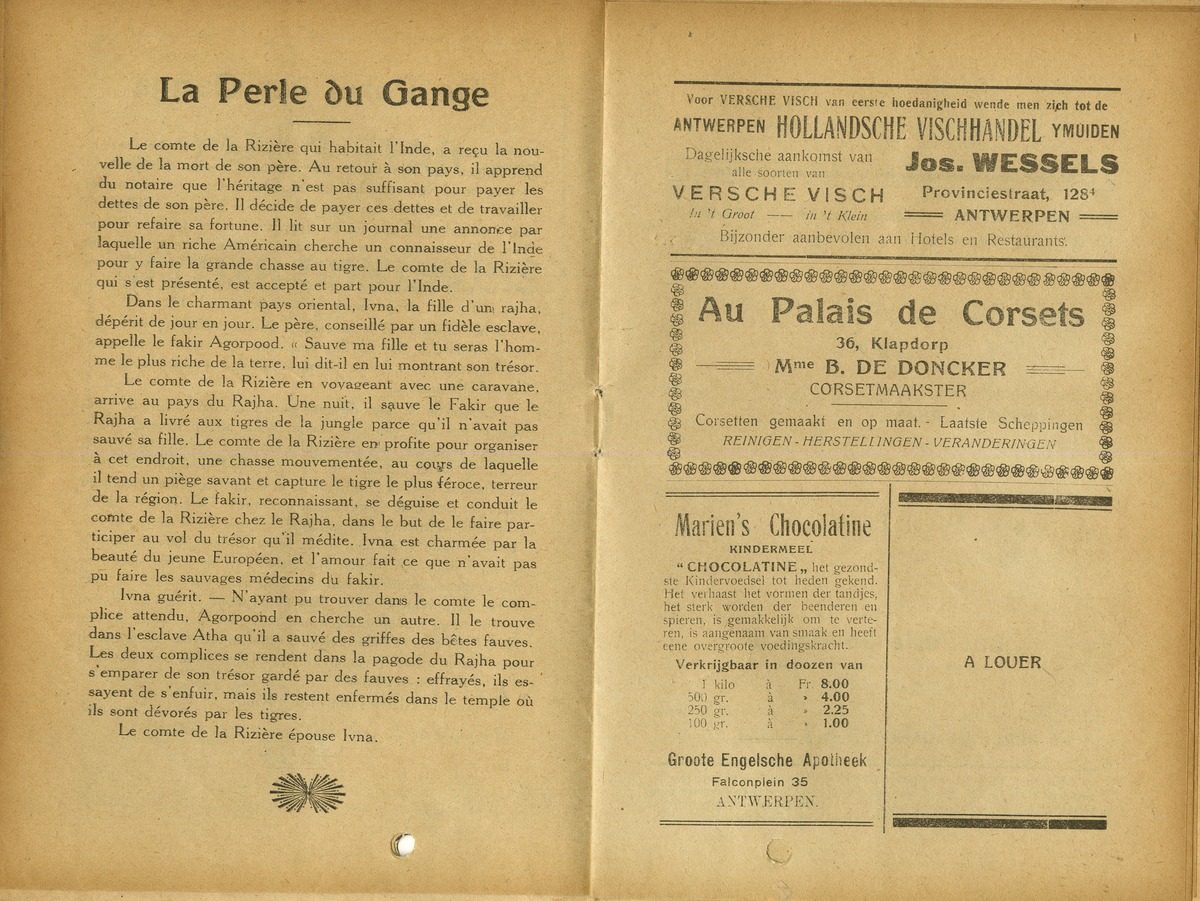 La Perle du Gange
Le comte de la Rizière qui habitait l'Inde, a reçu la nou-
velle de la mort de son père. Au retour à son pays, il apprend
du notaire que l'héritage n'est pas suffisant pour payer les
dettes de son père. Il décide de payer ces dettes et de travailler
pour refaire sa fortune. Il lit sur un journal une annonce par
laquelle un riche Américain cherche un connaisseur de l'Inde
pour y faire la grande chasse au tigre. Le comte de la Rizière
qui s'est présenté, est accepté et part pour l'Inde.
Dans le charmant pays oriental, Ivna, la fille d'un rajha,
dépérit de jour en jour. Le père, conseillé par un fidèle esclave,
appelle le fakir Agorpood. « Sauve ma fille et tu seras l'hom-
me le plus riche de la terre, lui dit-il en lui montrant son trésor.
Le comte de la Rizière en voyageant avec une caravane,
arrive au pays du Rajha. Une nuit, il sauve le Fakir que le
Rajha a livré aux tigres de la jungle parce qu'il n'avait pas
sauvé sa fille. Le comte de la Rizière en profite pour organiser
à cet endroit, une chasse mouvementée, au cours de laquelle
il tend un piège savant et capture le tigre le plus féroce, terreur
de la région. Le fakir, reconnaissant, se déguise et conduit le
comte de la Rizière chez le Rajha, dans le but de le faire par-
ticiper au vol du trésor qu'il médite. Ivna est charmée par la
beauté du jeune Européen, et l'amour fait ce que n'avait pas
pu faire les sauvages médecins du fakir.
Ivna guérit. — N'ayant pu trouver dans le comte le com-
plice attendu, Agorpoond en cherche un autre. Il le trouve
dans l'esclave Atha qu'il a sauvé des griffes des bêtes fauves.
Les deux complices se rendent dans la pagode du Rajha pour
s'emparer de son trésor gardé par des fauves : effrayés, ils es-
sayent de s'enfuir, mais ils restent enfermés dans le temple où
ils sont dévorés par les tigres.
Le comte de la Rizière épouse Ivna.
Voor VERSCHE VISCH van eerste hoedanigheid wende men zich tot de
ANTWERPEN HOLLANDSCHE VISCHHANDEL YMUIDEN
Dagelijksche aankomst van
alle soorten van
VERSCHE VISCH
In 't Groot — in 't Klein
Jos. WESSELS
Provinciestraat, 128⁴
ANTWERPEN
Bijzonder aanbevolen aan Hotels en Restaurants.
Au Palais de Corsets
36, Klapdorp
Mme B. DE DONCKER
CORSETMAAKSTER
Corsetten gemaakt en op maat. - Laatste Scheppingen
REINIGEN - HERSTELLINGEN - VERANDERINGEN
Marien's Chocolatine
KINDERMEEL
" CHOCOLATINE „ het gezond-
ste Kindervoedsel tot heden gekend.
Het verhaast het vormen der tandjes,
het sterk worden der beenderen en
spieren, is gemakkelijk om te verte-
ren, is aangenaam van smaak en heeft
eene overgroote voedingskracht.
Verkrijgbaar in doozen van
1 kilo à Fr. 8.00
500 gr. à » 4.00
250 gr. à » 2.25
100 gr. à » 1.00
Groote Engelsche Apotheek
Falconplein 35
ANTWERPEN.
A LOUER